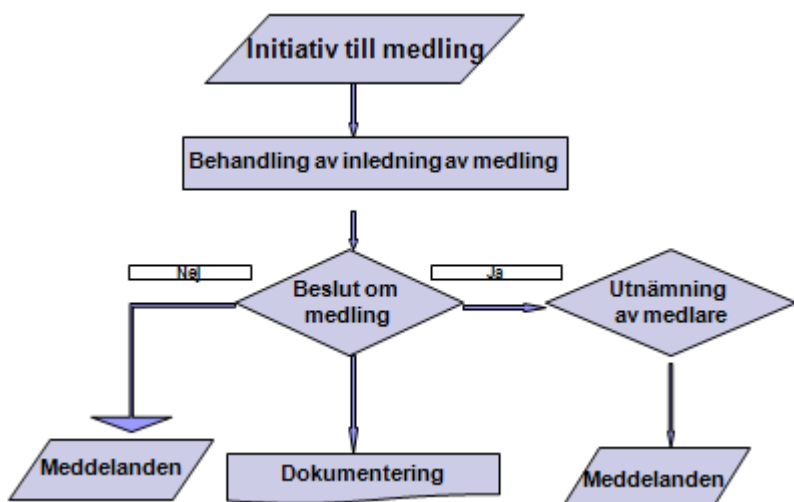 Initiativ till medling
Behandling av inledning av medling
Nej
Ja
Beslut om
medling
Utnämning
av medlare
Meddelanden
Dokumentering
Meddelanden